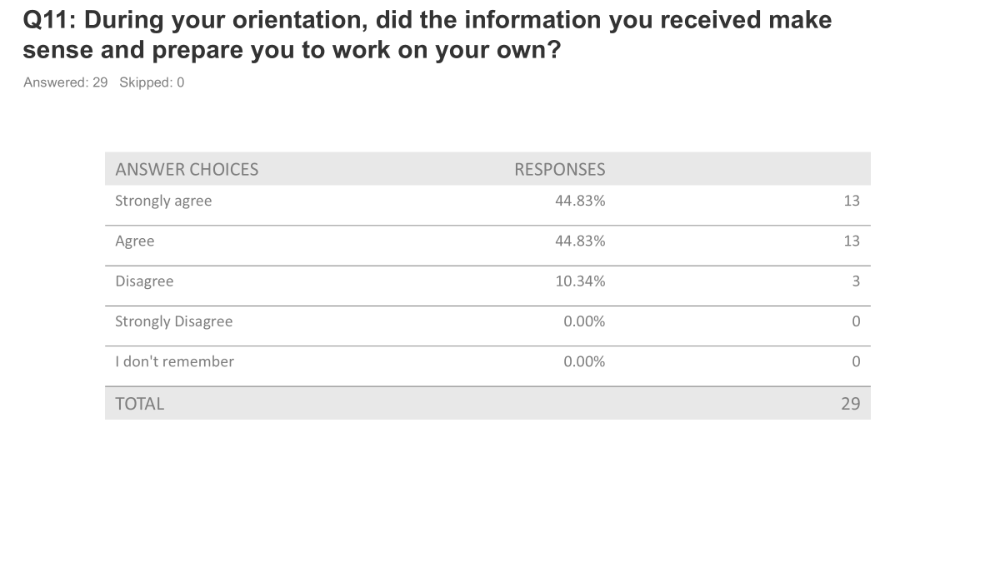 Q11: During your orientation, did the information you received make
sense and prepare you to work on your own?
Answered: 29 Skipped: 0
ANSWER CHOICES RESPONSES
Strongly agree 44.83% 13
Agree 44.83% 13
Disagree 10.34% 3
Strongly Disagree 0.00% 0
I don't remember 0.00% 0
TOTAL 29